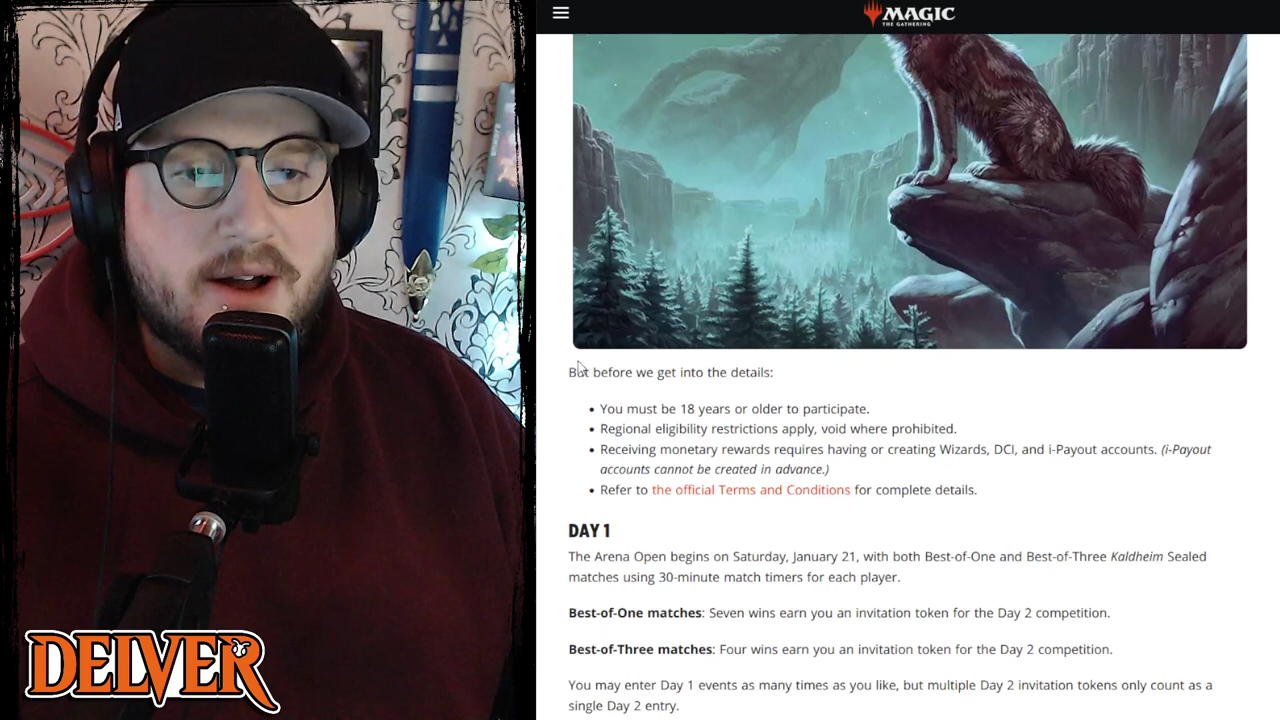 MAGIC
THE GATHERING
But before we get into the details:
• You must be 18 years or older to participate.
• Regional eligibility restrictions apply, void where prohibited.
• Receiving monetary rewards requires having or creating Wizards, DCI, and i-Payout accounts. (i-Payout
accounts cannot be created in advance.)
• Refer to the official Terms and Conditions for complete details.
DAY 1
The Arena Open begins on Saturday, January 21, with both Best-of-One and Best-of-Three Kaldheim Sealed
matches using 30-minute match timers for each player.
Best-of-One matches: Seven wins earn you an invitation token for the Day 2 competition.
Best-of-Three matches: Four wins earn you an invitation token for the Day 2 competition.
You may enter Day 1 events as many times as you like, but multiple Day 2 invitation tokens only count as a
single Day 2 entry.
DELVER